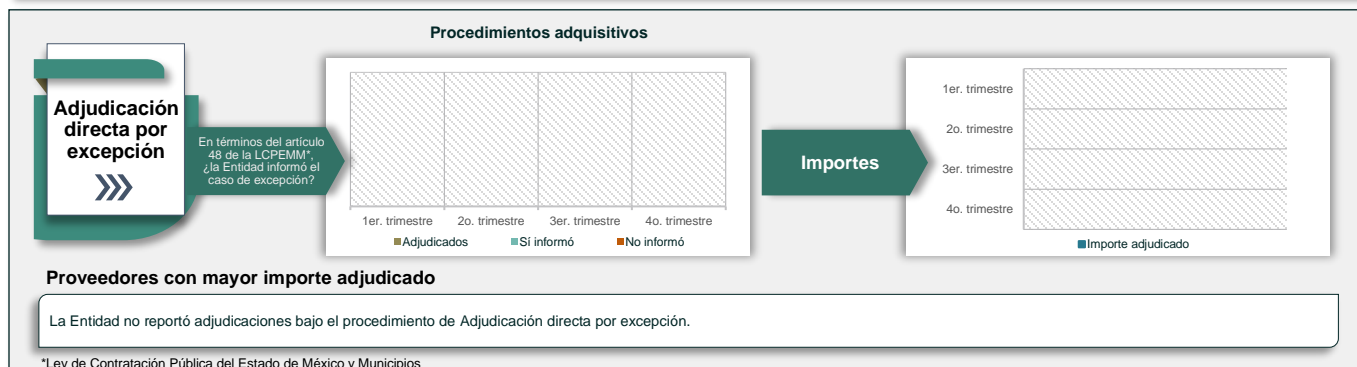 Procedimientos adquisitivos
Adjudicación
directa por
excepción
En términos del artículo
48 de la LCPEMM*,
¿la Entidad informó el
caso de excepción?
1er. trimestre
2o. trimestre
3er. trimestre
4o. trimestre
Adjudicados
Sí informó
No informó
Importes
1er. trimestre
2o. trimestre
3er. trimestre
4o. trimestre
Importe adjudicado
Proveedores con mayor importe adjudicado
La Entidad no reportó adjudicaciones bajo el procedimiento de Adjudicación directa por excepción.
*Ley de Contratación Pública del Estado de México y Municipios